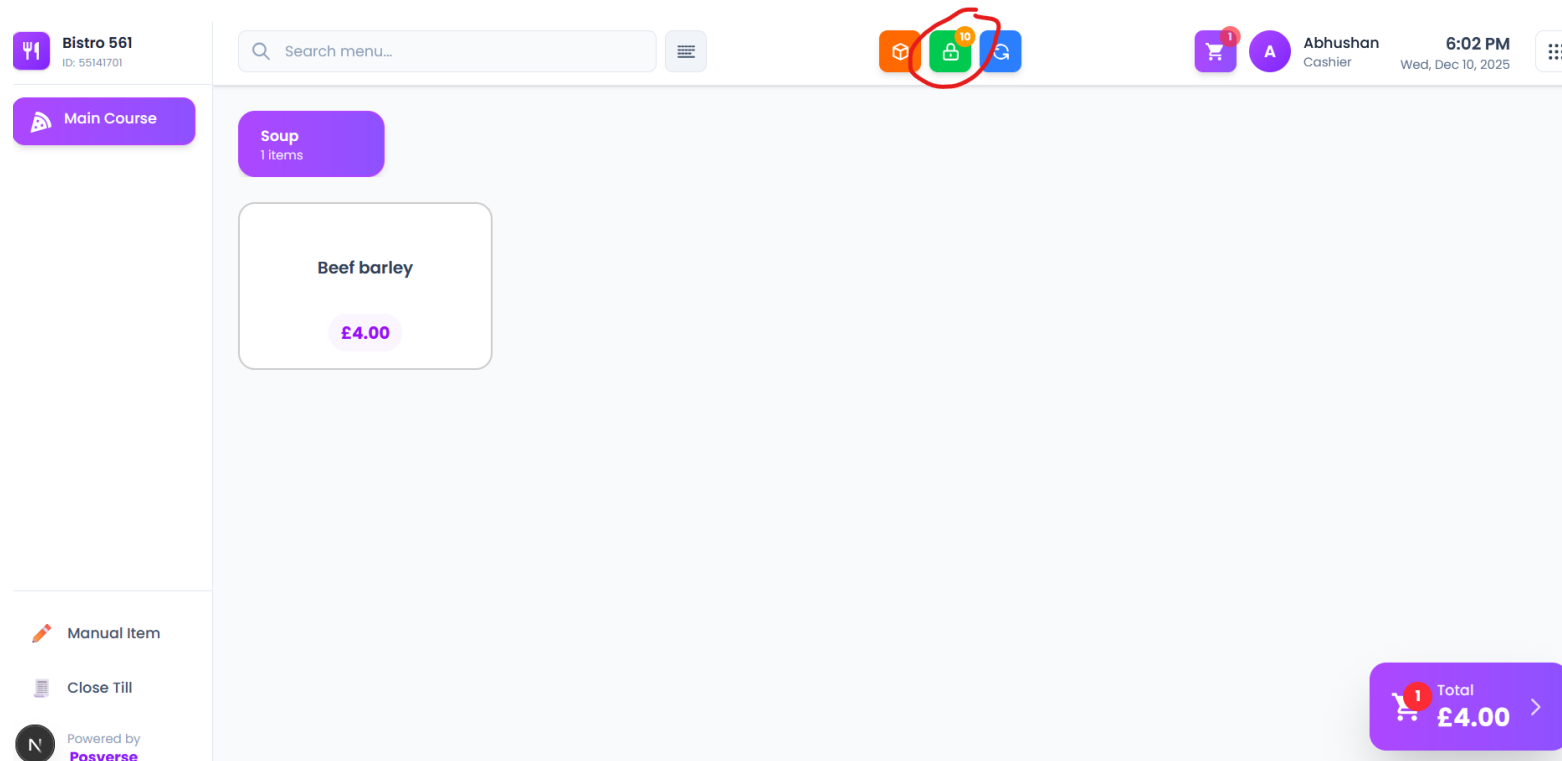 Bistro 561
ID: 55141701
Search menu...
10
1
A
Abhushan
Cashier
6:02 PM
Wed, Dec 10, 2025
Main Course
Soup
1 items
Beef barley
£4.00
Manual Item
Close Till
N
Powered by
Posverse
1
Total
£4.00